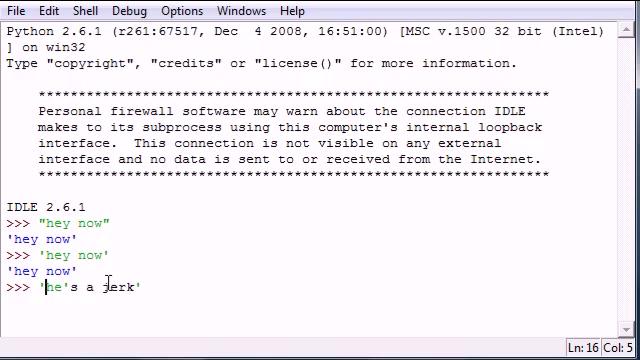 File Edit Shell Debug Options Windows Help
Python 2.6.1 (r261:67517, Dec  4 2008, 16:51:00) [MSC v.1500 32 bit (Intel)
] on win32
Type "copyright", "credits" or "license()" for more information.
****************************************************************
Personal firewall software may warn about the connection IDLE
makes to its subprocess using this computer's internal loopback
interface.  This connection is not visible on any external
interface and no data is sent to or received from the Internet.
****************************************************************
IDLE 2.6.1
>>> "hey now"
'hey now'
>>> 'hey now'
'hey now'
>>> 'he's a jerk'
Ln: 16 Col: 5